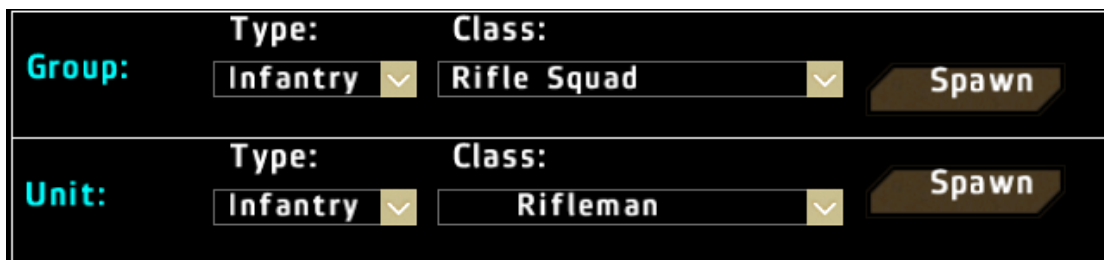 Type: Class:
Group: Infantry Rifle Squad Spawn
Type: Class:
Unit: Infantry Rifleman Spawn